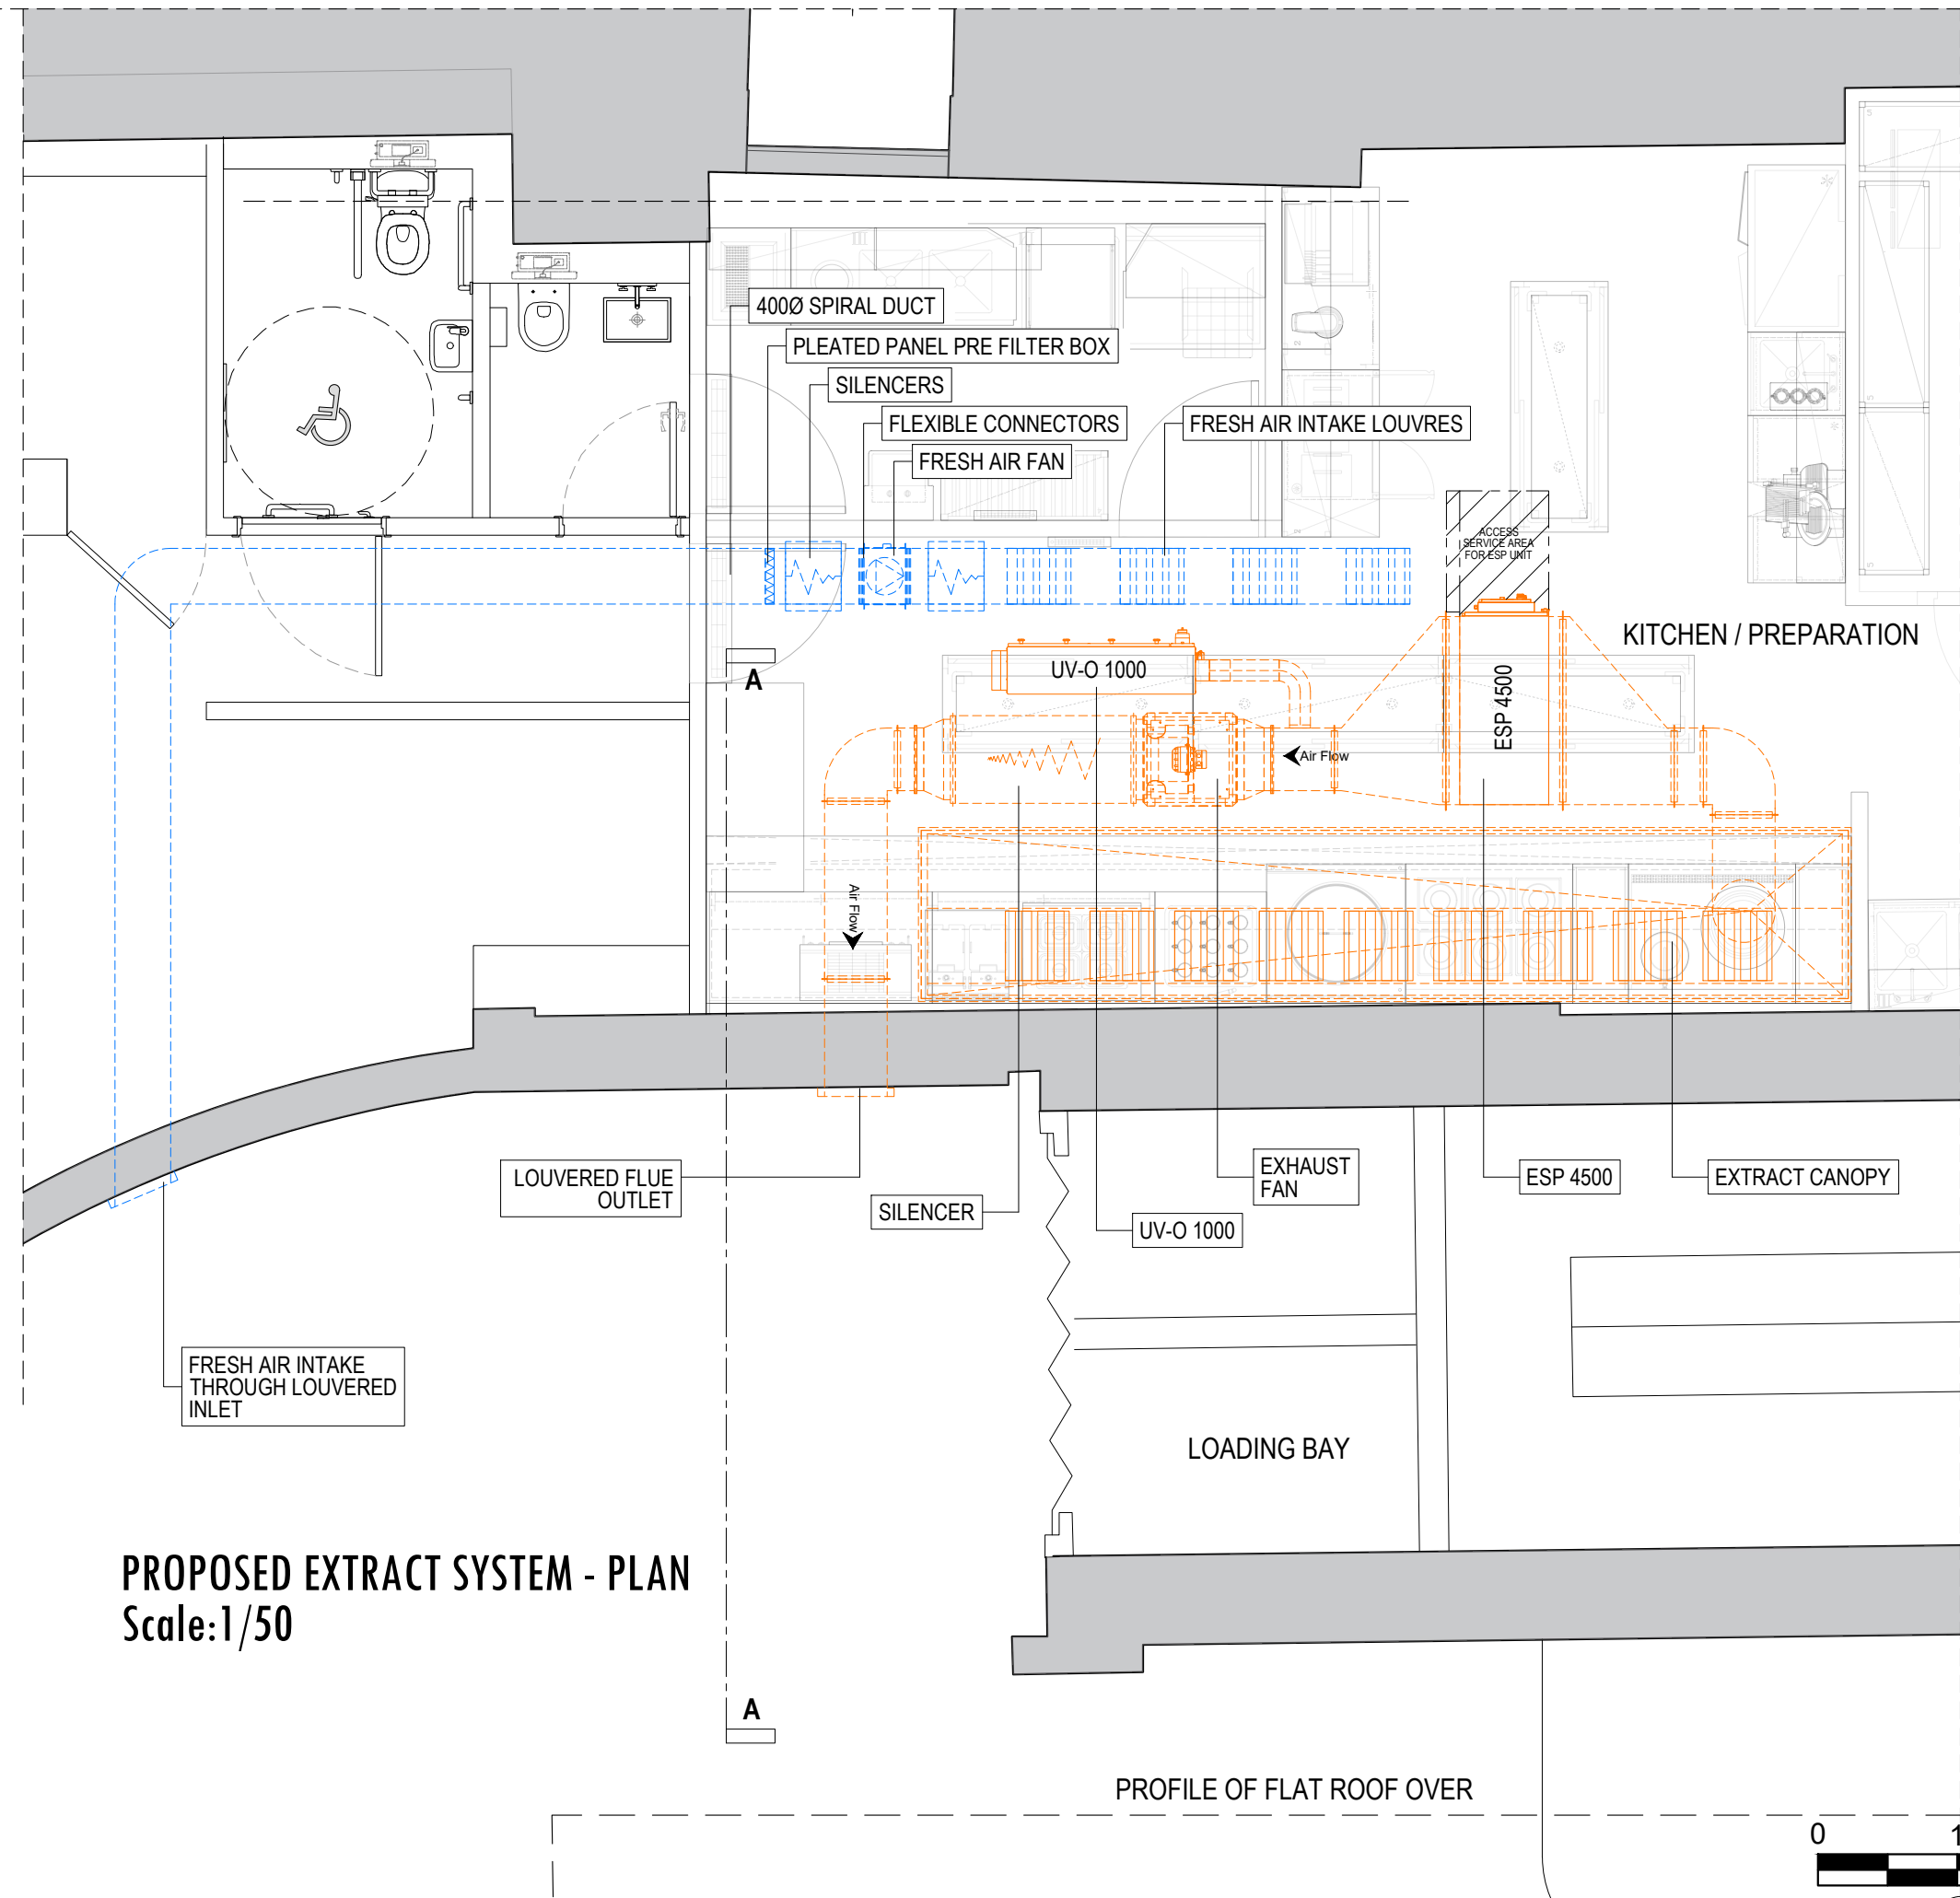 400Ø SPIRAL DUCT
PLEATED PANEL PRE FILTER BOX
SILENCERS
FLEXIBLE CONNECTORS
FRESH AIR INTAKE LOUVRES
FRESH AIR FAN
ACCESS
SERVICE AREA
FOR ESP UNIT
KITCHEN / PREPARATION
UV-O 1000
A
ESP 4500
Air Flow
Air Flow
LOUVERED FLUE
OUTLET
SILENCER
EXHAUST
FAN
UV-O 1000
ESP 4500
EXTRACT CANOPY
FRESH AIR INTAKE
THROUGH LOUVERED
INLET
LOADING BAY
PROPOSED EXTRACT SYSTEM - PLAN
Scale:1/50
A
PROFILE OF FLAT ROOF OVER
0
1